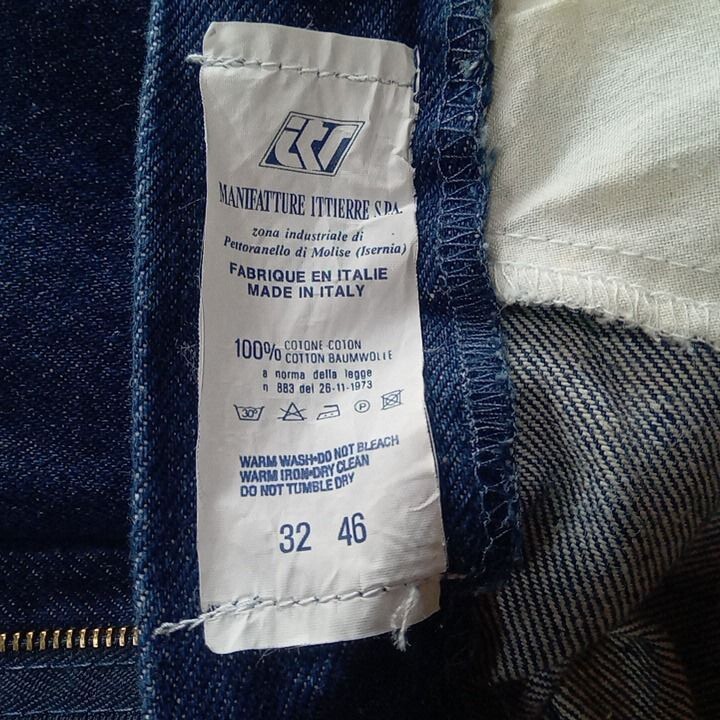 ITT
MANIFATTURE ITTIERRE S.P.A.
zona industriale di
Pettoranello di Molise (Isernia)
FABRIQUE EN ITALIE
MADE IN ITALY
100% COTONE-COTON
COTTON BAUMWOLLE
a norma della legge
n 883 del 26-11-1973
30° P
WARM WASH•DO NOT BLEACH
WARM IRON•DRY CLEAN
DO NOT TUMBLE DRY
32 46